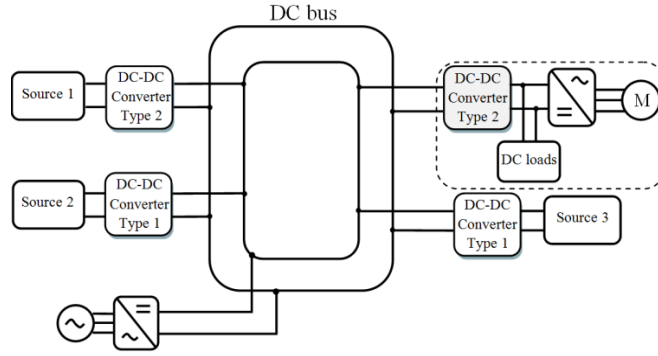 DC bus
Source 1
DC-DC
Converter
Type 2
DC-DC
Converter
Type 2
M
DC loads
Source 2
DC-DC
Converter
Type 1
DC-DC
Converter
Type 1
Source 3